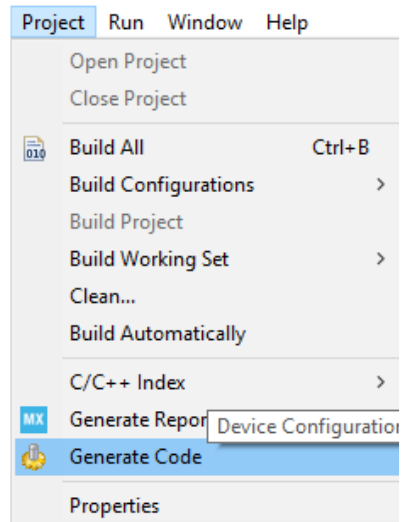 Project Run Window Help
Open Project
Close Project
010
Build All Ctrl+B
Build Configurations >
Build Project
Build Working Set >
Clean...
Build Automatically
C/C++ Index >
MX Generate Repor
Device Configuration
Generate Code
Properties